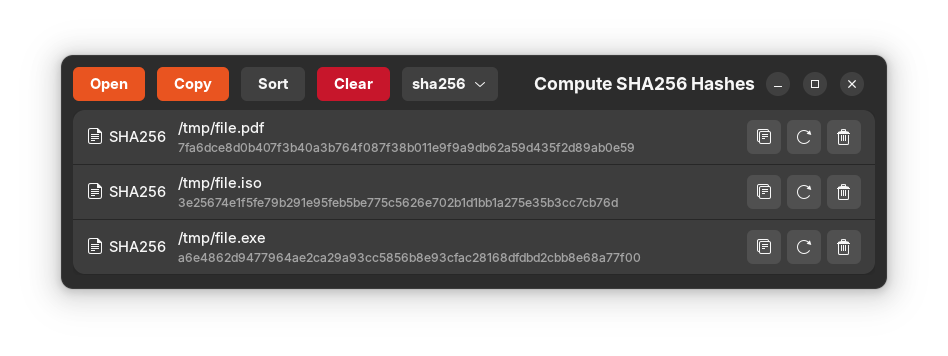 Open Copy Sort Clear sha256 Compute SHA256 Hashes
SHA256
/tmp/file.pdf
7fa6dce8d0b407f3b40a3b764f087f38b011e9f9a9db62a59d435f2d89ab0e59
SHA256
/tmp/file.iso
3e25674e1f5fe79b291e95feb5be775c5626e702b1d1bb1a275e35b3cc7cb76d
SHA256
/tmp/file.exe
a6e4862d9477964ae2ca29a93cc5856b8e93cfac28168dfdbd2cbb8e68a77f00